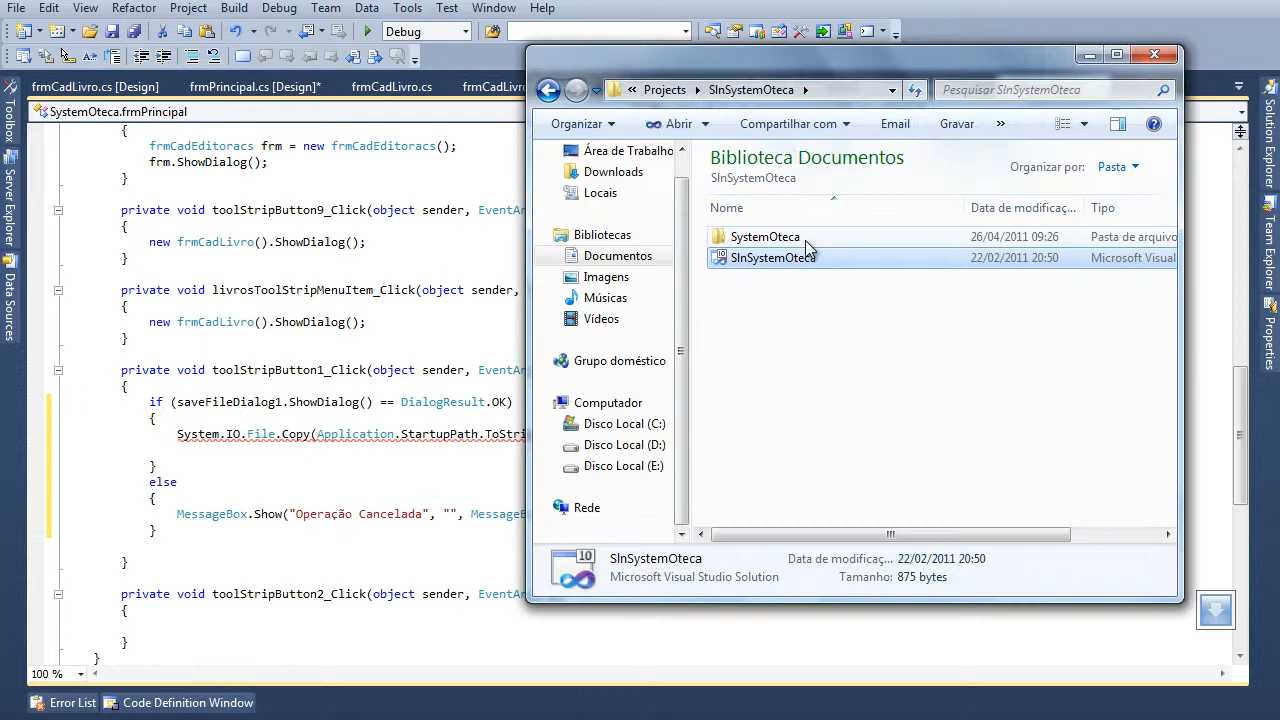 File Edit View Refactor Project Build Debug Team Data Tools Test Window Help
Debug
frmCadLivro.cs [Design] frmPrincipal.cs [Design]* frmCadLivro.cs frmCadLiv
SystemOteca.frmPrincipal
{
frmCadEditoracs frm = new frmCadEditoracs();
frm.ShowDialog();
}
private void toolStripButton9_Click(object sender, EventAr
{
new frmCadLivro().ShowDialog();
}
private void livrosToolStripMenuItem_Click(object sender,
{
new frmCadLivro().ShowDialog();
}
private void toolStripButton1_Click(object sender, EventAr
{
if (saveFileDialog1.ShowDialog() == DialogResult.OK)
{
System.IO.File.Copy(Application.StartupPath.ToStri
}
else
{
MessageBox.Show("Operação Cancelada", "", MessageB
}
}
private void toolStripButton2_Click(object sender, EventAr
{
}
}
100 %
Error List Code Definition Window
Toolbox
Server Explorer
Data Sources
Solution Explorer
Team Explorer
Properties
« Projects SlnSystemOteca Pesquisar SlnSystemOteca
Organizar Abrir Compartilhar com Email Gravar »
Área de Trabalho
Downloads
Locais
Bibliotecas
Documentos
Imagens
Músicas
Vídeos
Grupo doméstico
Computador
Disco Local (C:)
Disco Local (D:)
Disco Local (E:)
Rede
Biblioteca Documentos
SlnSystemOteca
Organizar por: Pasta
Nome Data de modificaç... Tipo
SystemOteca 26/04/2011 09:26 Pasta de arquivo
SlnSystemOteca 22/02/2011 20:50 Microsoft Visual
10 SlnSystemOteca Data de modificaç... 22/02/2011 20:50
Microsoft Visual Studio Solution Tamanho: 875 bytes